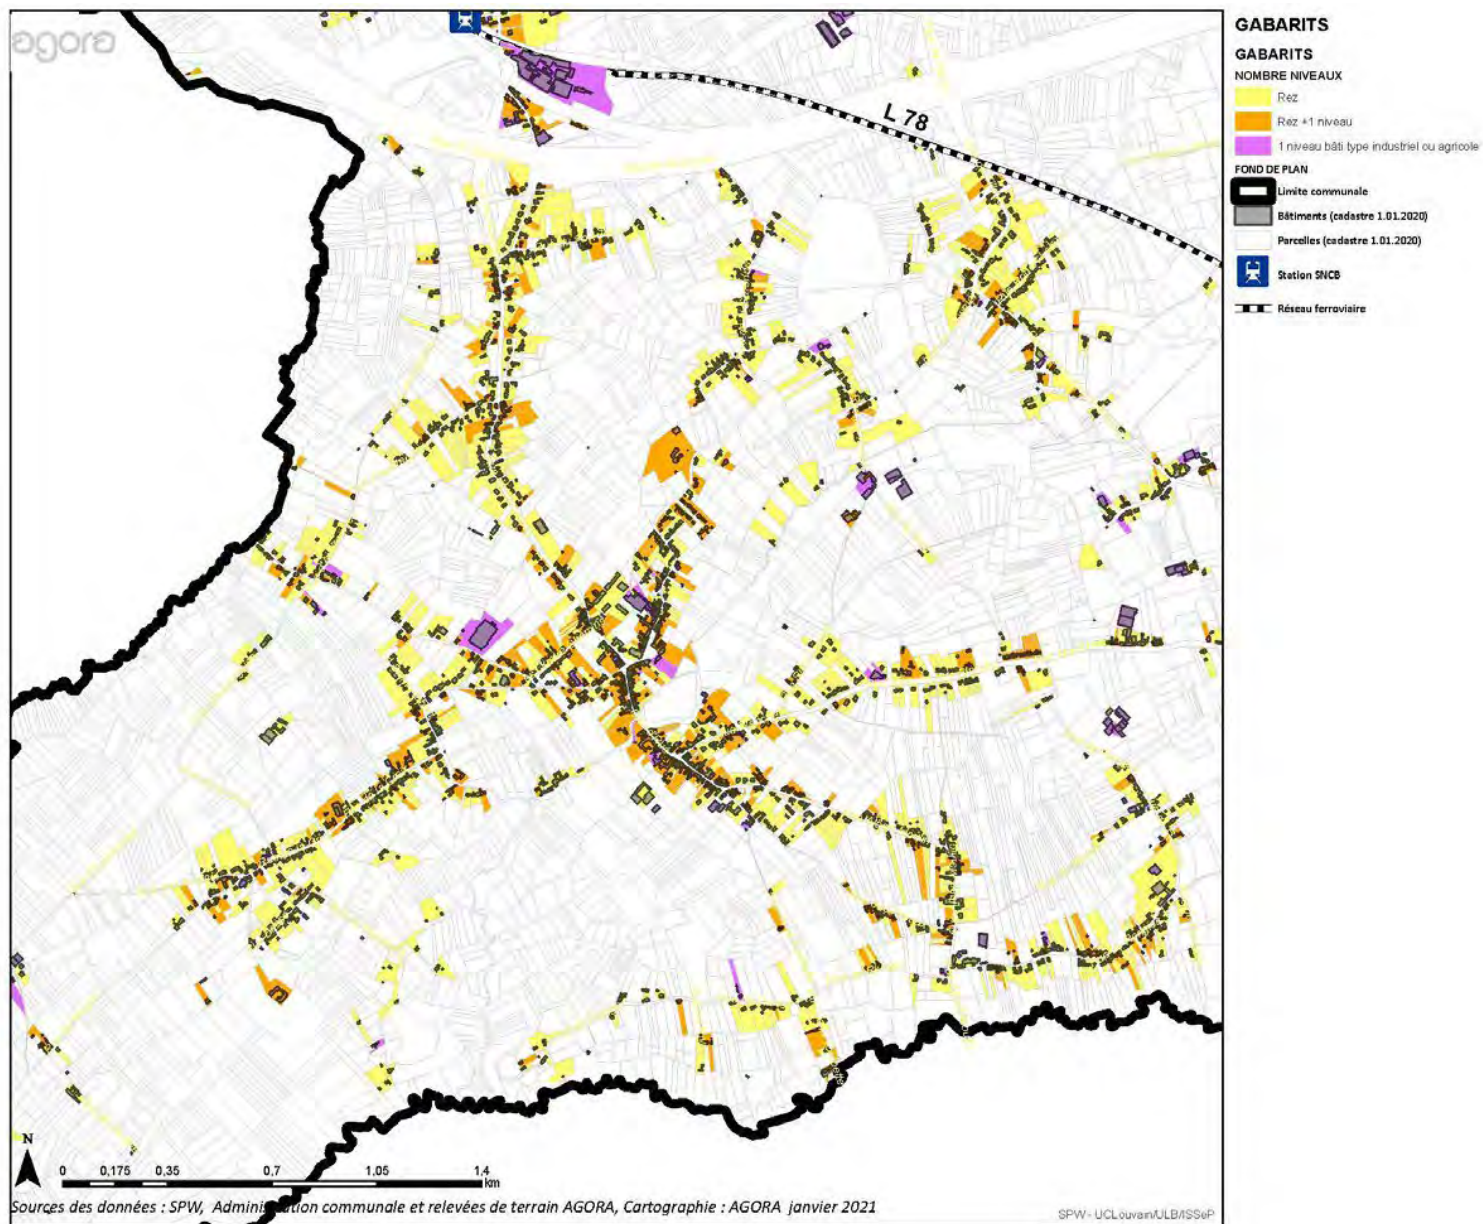 agora
L 78
GABARITS
GABARITS
NOMBRE NIVEAUX
Rez
Rez +1 niveau
1 niveau bâti type industriel ou agricole
FOND DE PLAN
Limite communale
Bâtiments (cadastre 1.01.2020)
Parcelles (cadastre 1.01.2020)
Station SNCB
Réseau ferroviaire
N
0 0,175 0,35 0,7 1,05 1,4
km
Sources des données : SPW, Administration communale et relevées de terrain AGORA, Cartographie : AGORA janvier 2021
SPW - UCLouvain/ULB/ISSeP